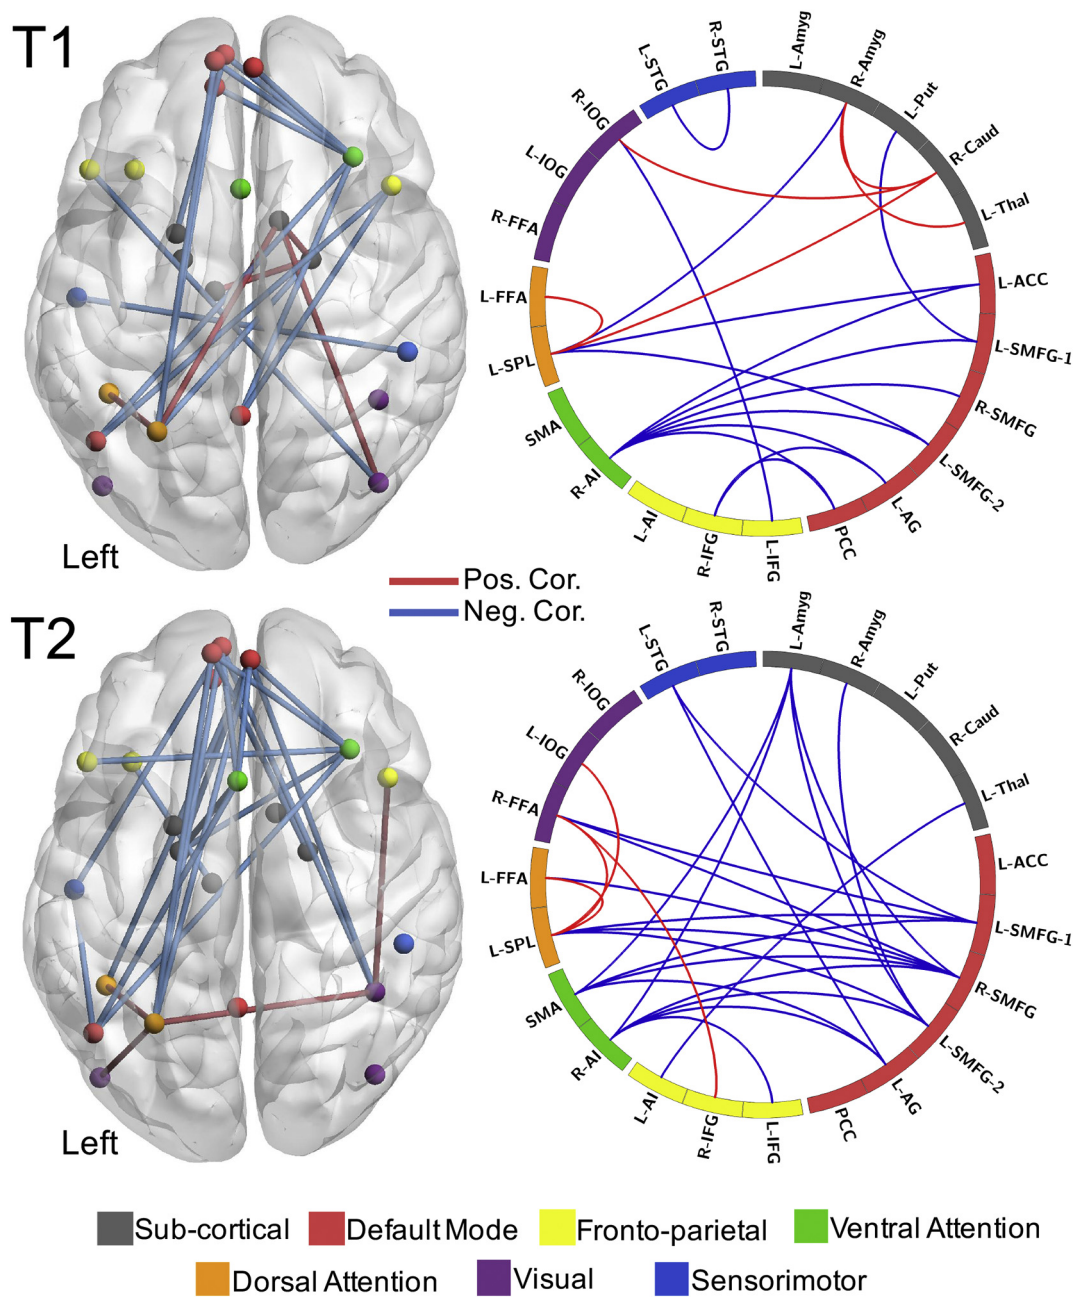 T1
L-STG
R-STG
L-Amyg
R-Amyg
L-Put
R-Caud
L-Thal
L-ACC
L-SMFG-1
R-SMFG
L-SMFG-2
L-AG
PCC
L-IFG
R-IFG
L-AI
R-AI
SMA
L-SPL
L-FFA
R-FFA
L-IOG
R-IOG
Left
Pos. Cor.
Neg. Cor.
T2
L-STG
R-STG
L-Amyg
R-Amyg
L-Put
R-Caud
L-Thal
L-ACC
L-SMFG-1
R-SMFG
L-SMFG-2
L-AG
PCC
L-IFG
R-IFG
L-AI
R-AI
SMA
L-SPL
L-FFA
R-FFA
L-IOG
R-IOG
Left
Sub-cortical Default Mode Fronto-parietal Ventral Attention
Dorsal Attention Visual Sensorimotor